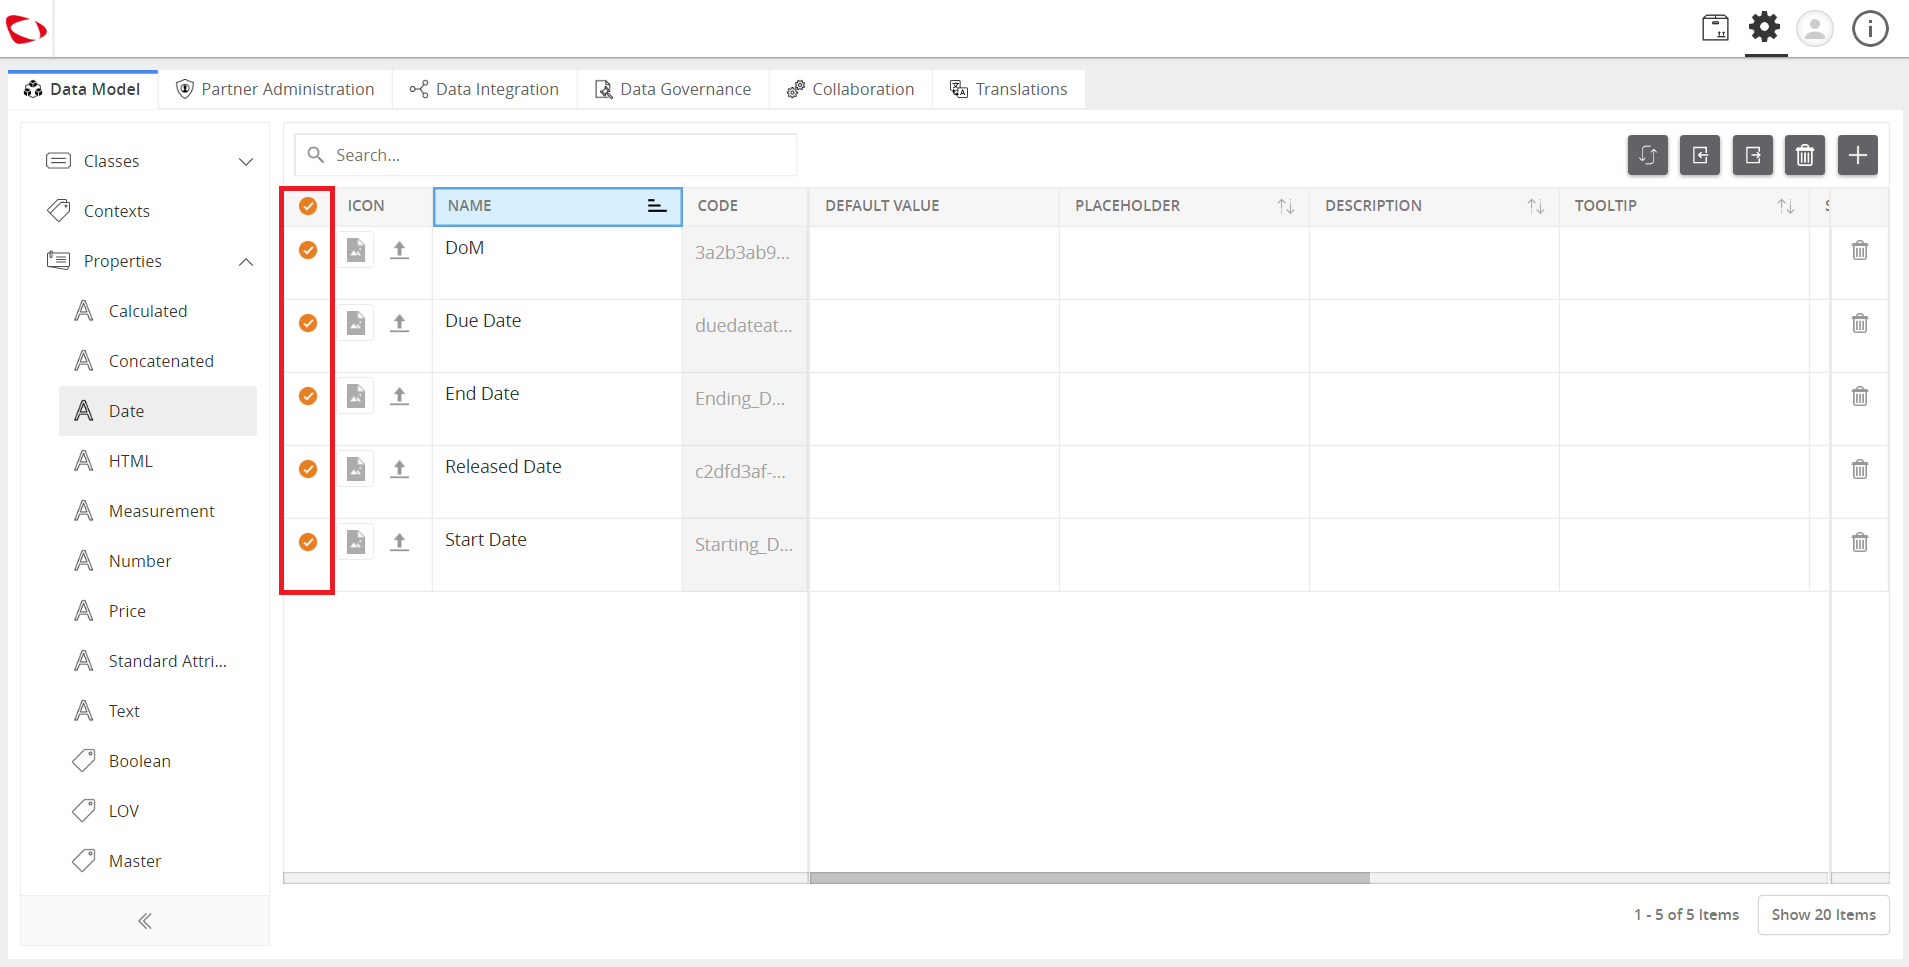 Data Model
Partner Administration
Data Integration
Data Governance
Collaboration
Translations
Classes
Contexts
Properties
Calculated
Concatenated
Date
HTML
Measurement
Number
Price
Standard Attri...
Text
Boolean
LOV
Master
Search...
ICON NAME CODE DEFAULT VALUE PLACEHOLDER DESCRIPTION TOOLTIP
DoM 3a2b3ab9...
Due Date duedateat...
End Date Ending_D...
Released Date c2dfd3af-...
Start Date Starting_D...
1 - 5 of 5 Items Show 20 Items